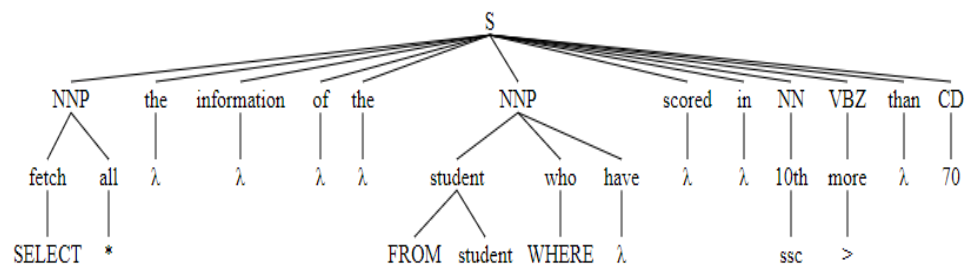 S
NNP the information of the NNP scored in NN VBZ than CD
fetch all λ λ λ λ student who have λ λ 10th more λ 70
SELECT * FROM student WHERE λ ssc >